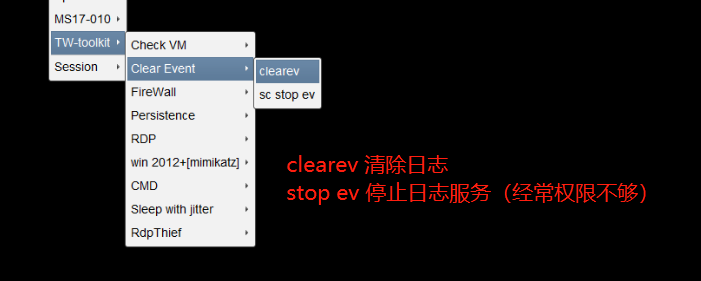 MS17-010
TW-toolkit
Session
Check VM
Clear Event
FireWall
Persistence
RDP
win 2012+[mimikatz]
CMD
Sleep with jitter
RdpThief
clearev
sc stop ev
clearev 清除日志
stop ev 停止日志服务（经常权限不够）